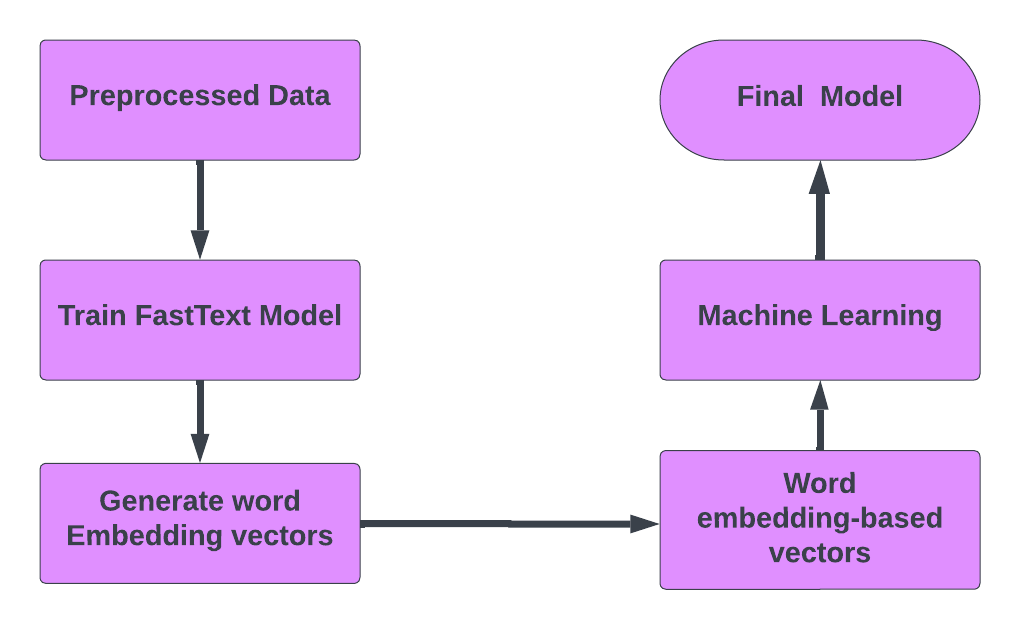 Preprocessed Data
Train FastText Model
Generate word
Embedding vectors
Word
embedding-based
vectors
Machine Learning
Final  Model